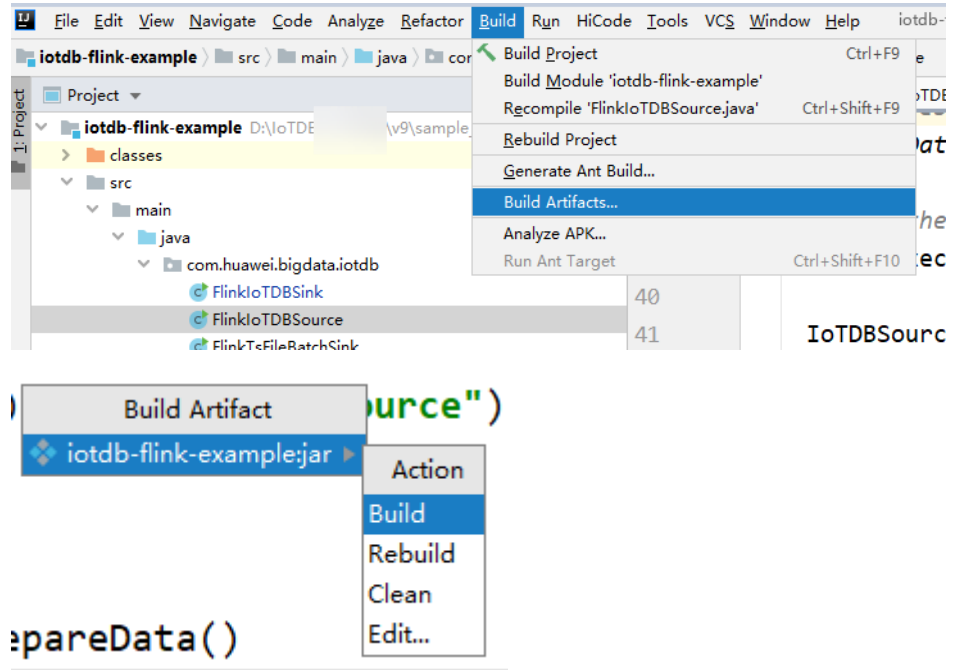 File Edit View Navigate Code Analyze Refactor Build Run HiCode Tools VCS Window Help iotdb-
iotdb-flink-example src main java
Build Project Ctrl+F9
Build Module 'iotdb-flink-example'
Recompile 'FlinkIoTDBSource.java' Ctrl+Shift+F9
Rebuild Project
Generate Ant Build...
Build Artifacts...
Analyze APK...
Run Ant Target Ctrl+Shift+F10
1: Project
Project
iotdb-flink-example D:\IoTDB \v9\sample_
classes
src
main
java
com.huawei.bigdata.iotdb
FlinkIoTDBSink
FlinkIoTDBSource
FlinkTsFileBatchSink
40
41 IoTDBSourc
Build Artifact urce")
iotdb-flink-example:jar
Action
Build
Rebuild
Clean
Edit...
epareData()